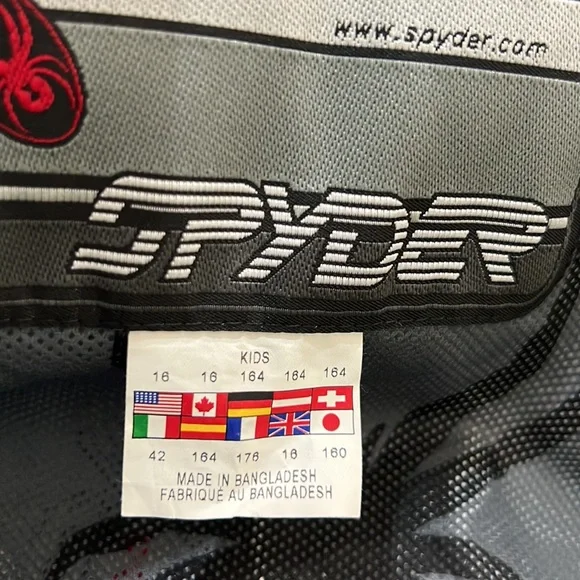 www.spyder.com
SPYDER
KIDS
16 16 164 164 164
42 164 176 16 160
MADE IN BANGLADESH
FABRIQUÉ AU BANGLADESH